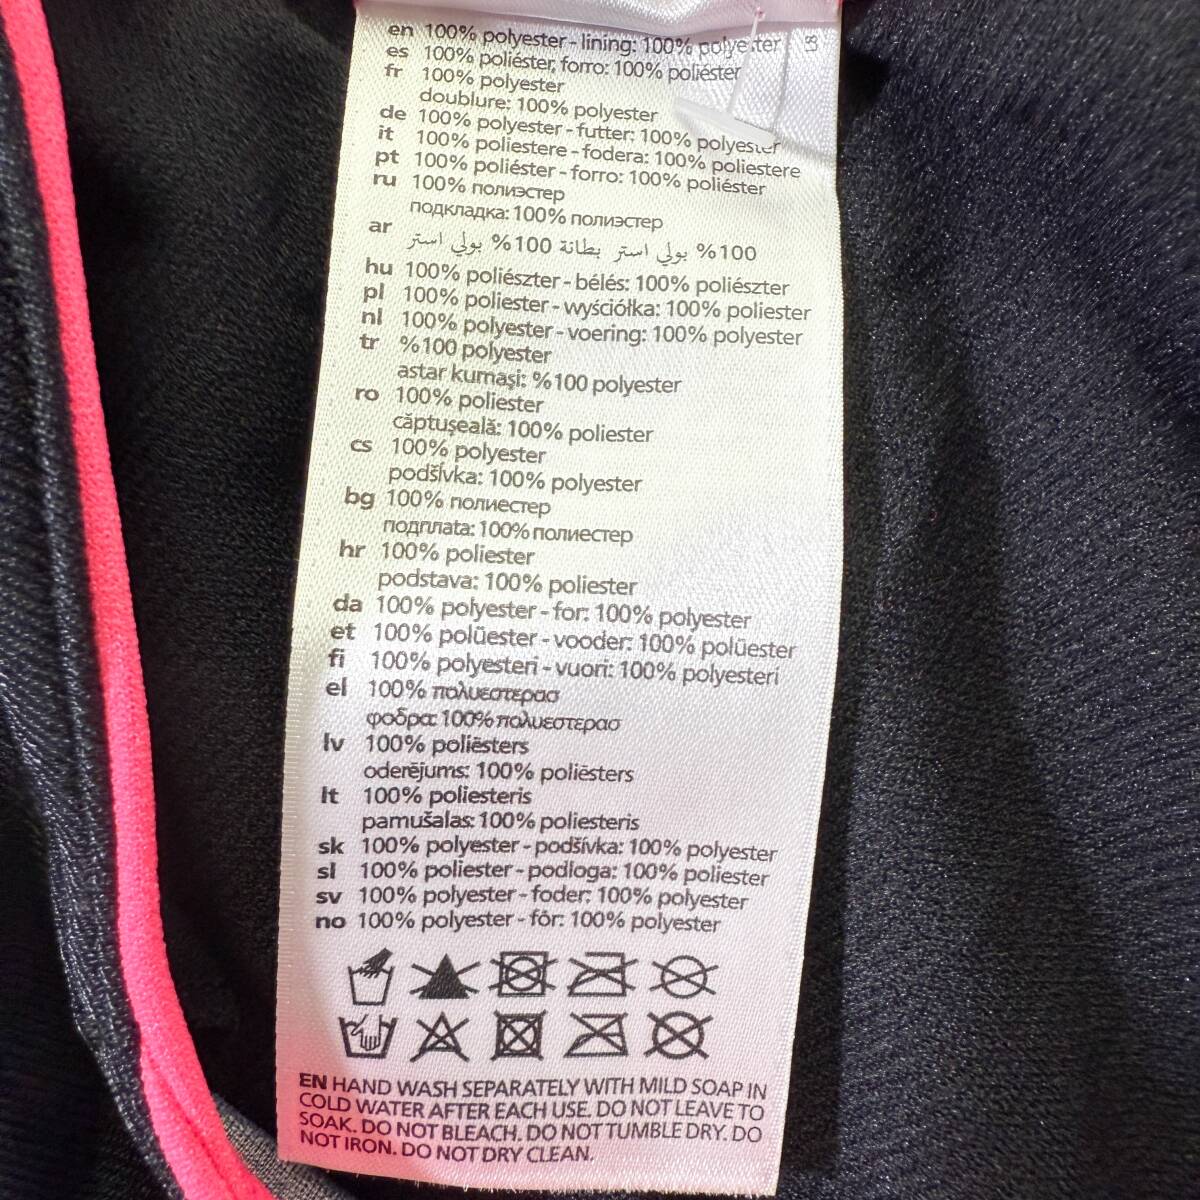 en 100% polyester - lining: 100% polyester
es 100% poliéster, forro: 100% poliéster
fr 100% polyester
doublure: 100% polyester
de 100% polyester - futter: 100% polyester
it 100% poliestere - fodera: 100% poliestere
pt 100% poliéster - forro: 100% poliéster
ru 100% полиэстер
подкладка: 100% полиэстер
ar 100% بولي استر بطانة 100% بولي استر
hu 100% poliészter - bélés: 100% poliészter
pl 100% poliester - wyściółka: 100% poliester
nl 100% polyester - voering: 100% polyester
tr %100 polyester
astar kumaşi: %100 polyester
ro 100% poliester
căptuşeală: 100% poliester
cs 100% polyester
podšívka: 100% polyester
bg 100% полиестер
подплата: 100% полиестер
hr 100% poliester
podstava: 100% poliester
da 100% polyester - for: 100% polyester
et 100% polüester - vooder: 100% polüester
fi 100% polyesteri - vuori: 100% polyesteri
el 100% πολυεστερασ
φοδρα: 100% πολυεστερασ
lv 100% poliēsters
oderējums: 100% poliēsters
lt 100% poliesteris
pamušalas: 100% poliesteris
sk 100% polyester - podšívka: 100% polyester
sl 100% poliester - podloga: 100% poliester
sv 100% polyester - foder: 100% polyester
no 100% polyester - fôr: 100% polyester
EN HAND WASH SEPARATELY WITH MILD SOAP IN
COLD WATER AFTER EACH USE. DO NOT LEAVE TO
SOAK. DO NOT BLEACH. DO NOT TUMBLE DRY. DO
NOT IRON. DO NOT DRY CLEAN.